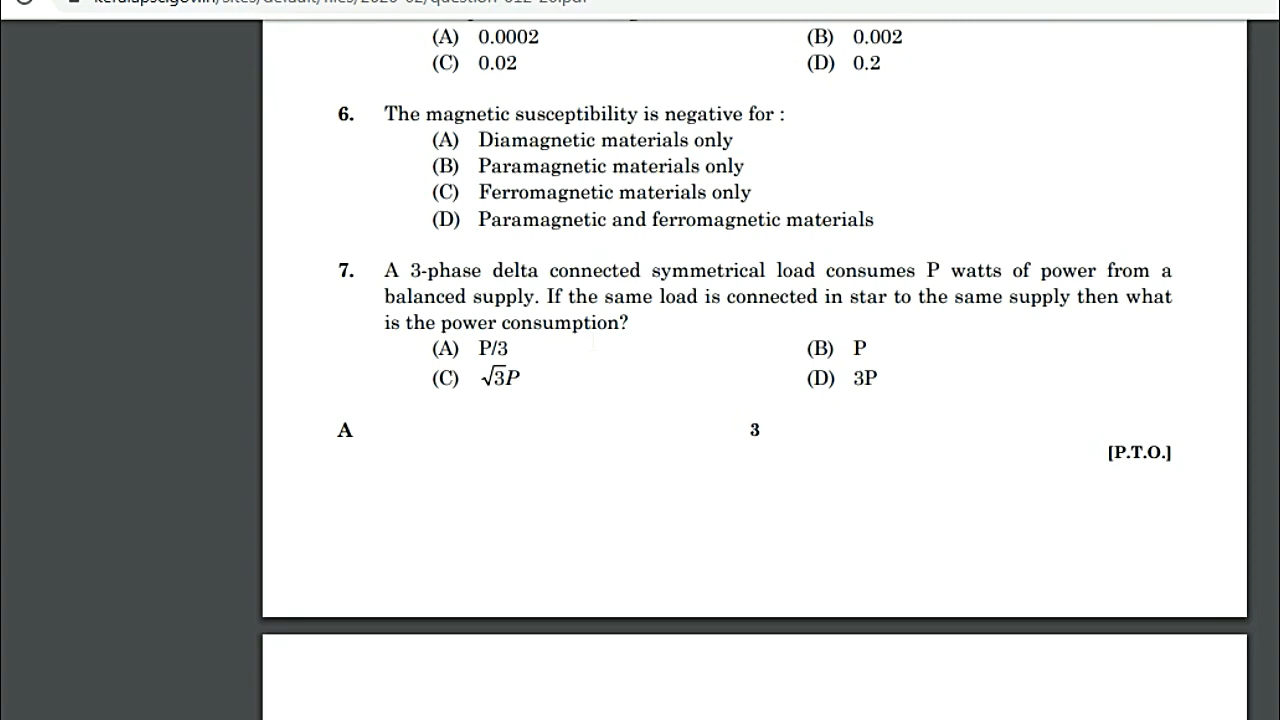 (A) 0.0002 (B) 0.002
(C) 0.02 (D) 0.2
6. The magnetic susceptibility is negative for :
(A) Diamagnetic materials only
(B) Paramagnetic materials only
(C) Ferromagnetic materials only
(D) Paramagnetic and ferromagnetic materials
7. A 3-phase delta connected symmetrical load consumes P watts of power from a
balanced supply. If the same load is connected in star to the same supply then what
is the power consumption?
(A) P/3 (B) P
(C) √3P (D) 3P
A 3
[P.T.O.]